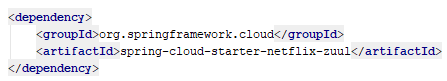 <dependency>
<groupId>org.springframework.cloud</groupId>
<artifactId>spring-cloud-starter-netflix-zuul</artifactId>
</dependency>